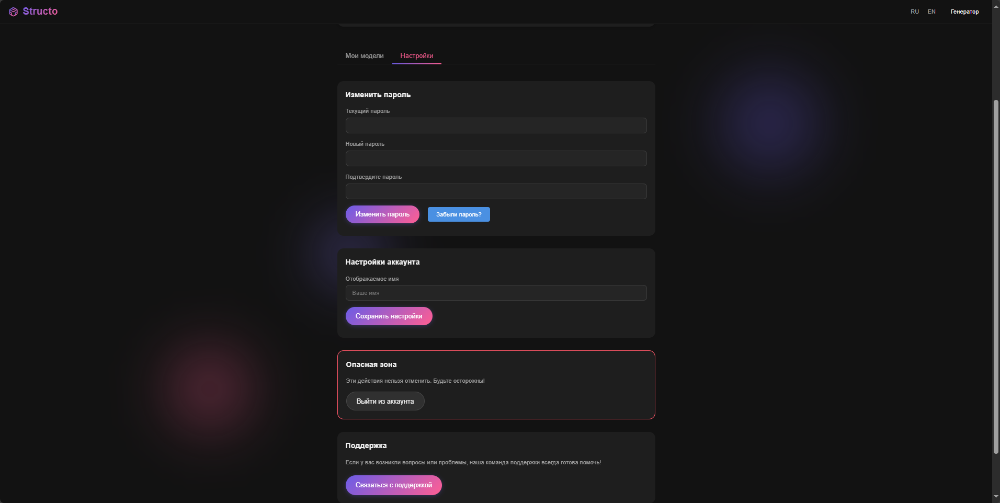 Structo
RU EN Генератор
Мои модели Настройки
Изменить пароль
Текущий пароль
Новый пароль
Подтвердите пароль
Изменить пароль Забыли пароль?
Настройки аккаунта
Отображаемое имя
Ваше имя
Сохранить настройки
Опасная зона
Эти действия нельзя отменить. Будьте осторожны!
Выйти из аккаунта
Поддержка
Если у вас возникли вопросы или проблемы, наша команда поддержки всегда готова помочь!
Связаться с поддержкой